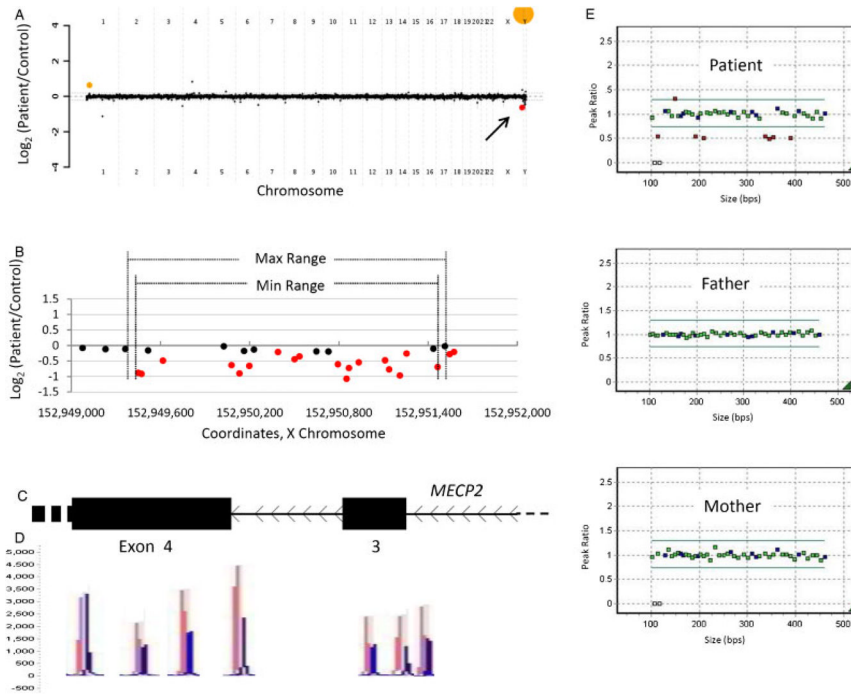 A
1 2 3 4 5 6 7 8 9 10 11 12 13 14 15 16 17 18 19 20 21 22 X Y
4
2
0
-2
-4
Log2 (Patient/Control)
1 2 3 4 5 6 7 8 9 10 11 12 13 14 15 16 17 18 19 20 21 22 X Y
Chromosome
B
Max Range
Min Range
1.5
1
0.5
0
-0.5
-1
-1.5
Log2 (Patient/Control)
152,949,000 152,949,600 152,950,200 152,950,800 152,951,400 152,952,000
Coordinates, X Chromosome
C
MECP2
Exon 4
3
D
5,000
4,500
4,000
3,500
3,000
2,500
2,000
1,500
1,000
500
0
-500
E
Patient
2.5
2
1.5
1
0.5
0
Peak Ratio
100 200 300 400 500
Size (bps)
Father
2.5
2
1.5
1
0.5
0
Peak Ratio
100 200 300 400 500
Size (bps)
Mother
2.5
2
1.5
1
0.5
0
Peak Ratio
100 200 300 400 500
Size (bps)